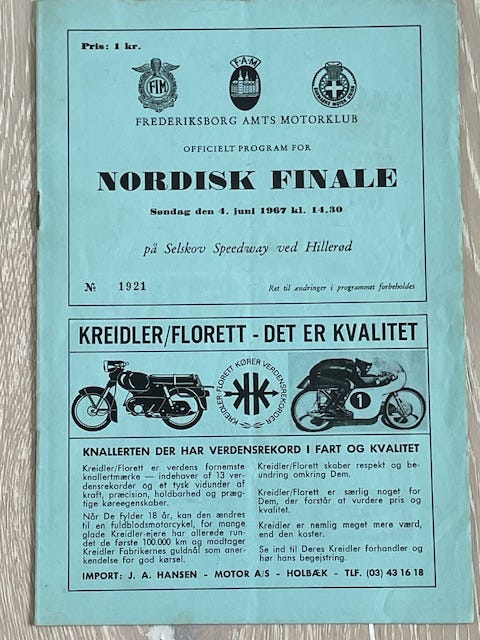 Pris: 1 kr.
FIM
F·A·M
FREDERIKSBORG AMTS MOTORKLUB
OFFICIELT PROGRAM FOR
NORDISK FINALE
Søndag den 4. juni 1967 kl. 14.30
på Selskov Speedway ved Hillerød
№ 1921
Ret til ændringer i programmet forbeholdes
KREIDLER/FLORETT - DET ER KVALITET
KREIDLER-FLORETT KØRER VERDENSREKORDER
K
1
KNALLERTEN DER HAR VERDENSREKORD I FART OG KVALITET
Kreidler/Florett er verdens fornemste
knallertmærke — indehaver af 13 ver-
densrekorder og et tysk vidunder af
kraft, præcision, holdbarhed og præg-
tige køreegenskaber.
Når De fylder 18 år, kan den ændres
til en fuldblodsmotorcykel, for mange
glade Kreidler-ejere har allerede run-
det de første 100.000 km og modtaget
Kreidler Fabrikernes guldnål som aner-
kendelse for god kørsel.
Kreidler/Florett skaber respekt og be-
undring omkring Dem.
Kreidler/Florett er særlig noget for
Dem, der forstår at vurdere pris og
kvalitet.
Kreidler er nemlig meget mere værd,
end den koster.
Se ind til Deres Kreidler forhandler og
hør hans begejstring.
IMPORT: J. A. HANSEN - MOTOR A/S - HOLBÆK - TLF. (03) 43 16 18